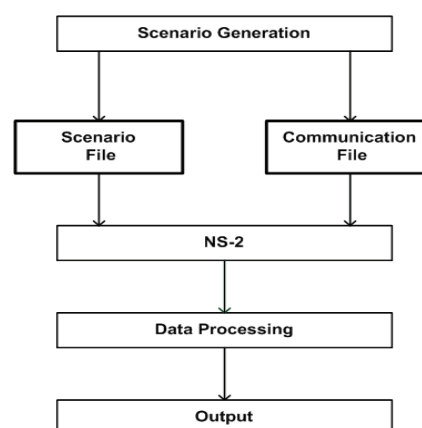 Scenario Generation
Scenario
File
Communication
File
NS-2
Data Processing
Output